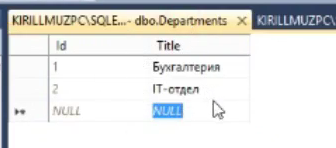 KIRILLMUZPC\SQLE...- dbo.Departments
KIRILLMUZPC\
Id Title
1 Бухгалтерия
2 IT-отдел
NULL NULL